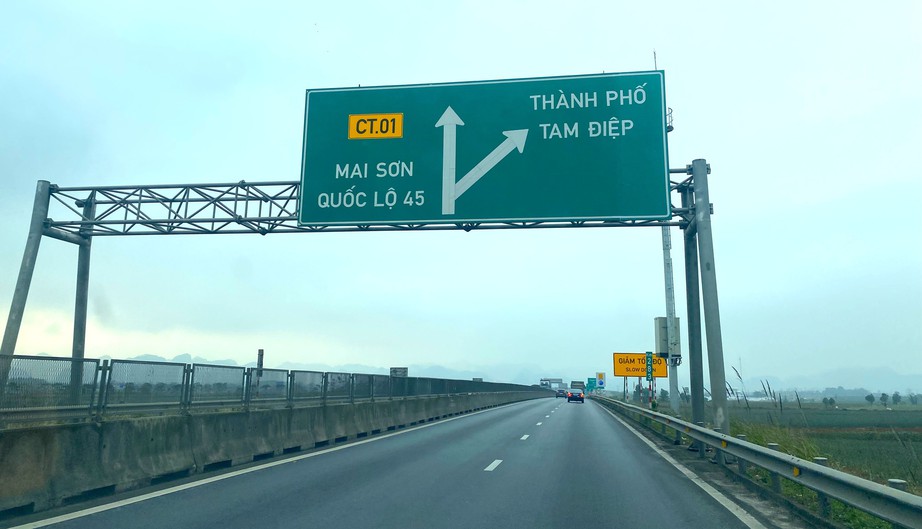 CT.01
MAI SƠN
QUỐC LỘ 45
THÀNH PHỐ
TAM ĐIỆP
GIẢM TỐC ĐỘ
SLOW DOWN